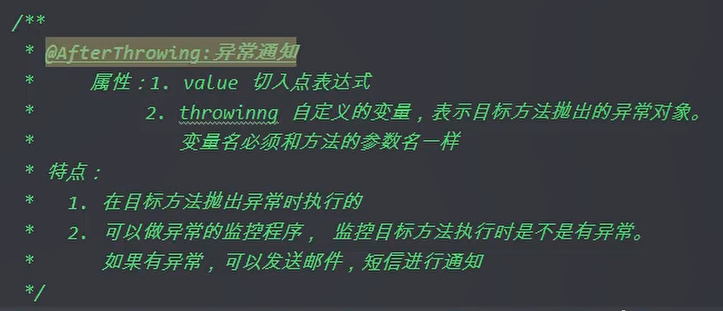 /**
* @AfterThrowing:异常通知
* 属性：1. value 切入点表达式
* 2. throwinng 自定义的变量，表示目标方法抛出的异常对象。
* 变量名必须和方法的参数名一样
* 特点：
* 1. 在目标方法抛出异常时执行的
* 2. 可以做异常的监控程序， 监控目标方法执行时是不是有异常。
* 如果有异常，可以发送邮件，短信进行通知
*/